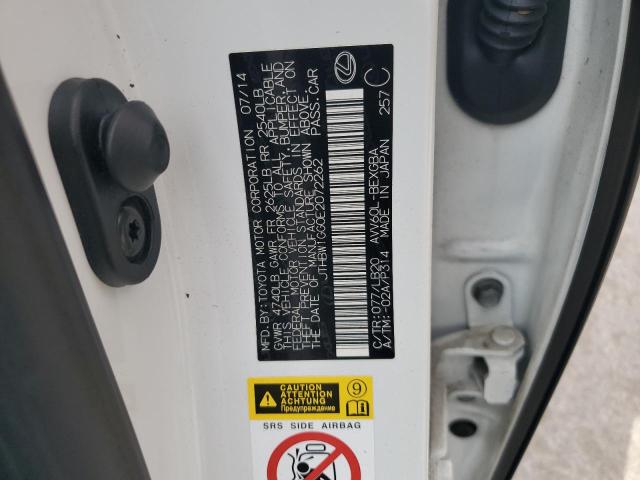 MFD.BY:TOYOTA MOTOR CORPORATION 07/14
GVWR 4740LB GAWR FR 2625LB RR 2540LB
THIS VEHICLE CONFORMS TO ALL APPLICABLE
FEDERAL MOTOR VEHICLE SAFETY, BUMPER, AND
THEFT PREVENTION STANDARDS IN EFFECT ON
THE DATE OF MANUFACTURE SHOWN ABOVE.
JTHBW1GG0E2072262 PASS.CAR
C/TR:077/LB20 AVV60L-BEXGBA
A/TM:-02A/P314 MADE IN JAPAN 257 C
CAUTION
ATTENTION
ACHTUNG
Предупреждение
9
SRS SIDE AIRBAG